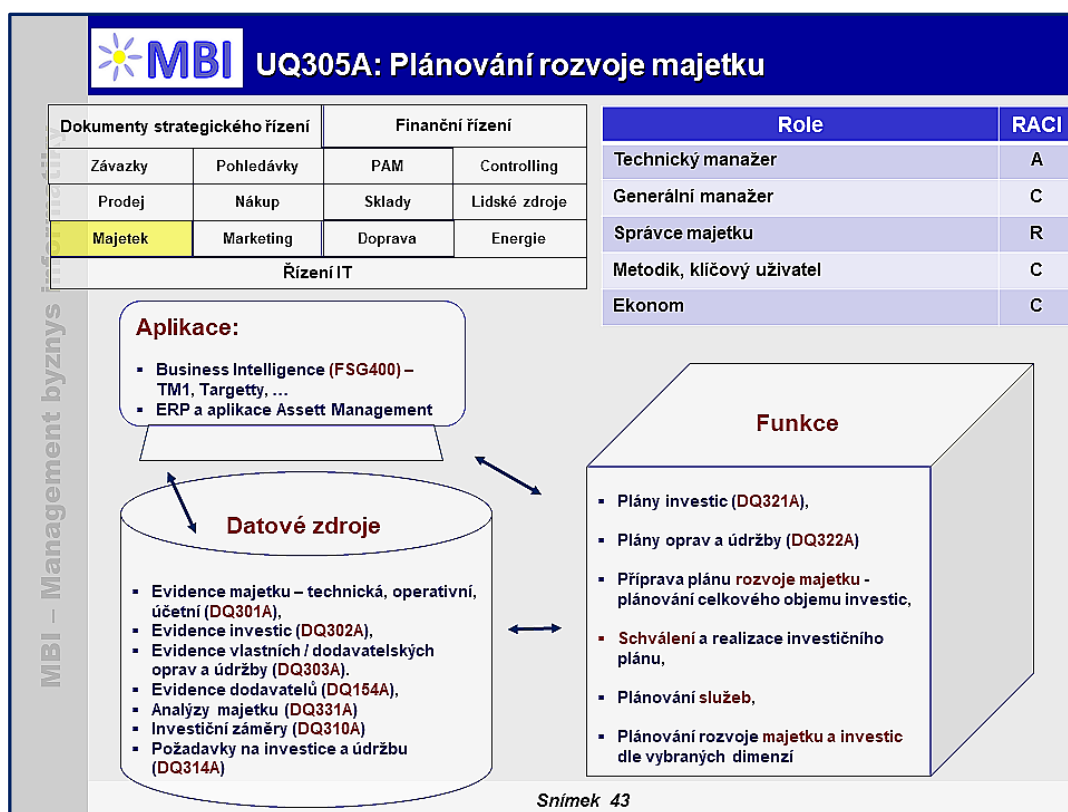 MBI
UQ305A: Plánování rozvoje majetku
MBI – Management byznys informatiky
Dokumenty strategického řízení
Finanční řízení
Závazky
Pohledávky
PAM
Controlling
Prodej
Nákup
Sklady
Lidské zdroje
Majetek
Marketing
Doprava
Energie
Řízení IT
Role
RACI
Technický manažer
A
Generální manažer
C
Správce majetku
R
Metodik, klíčový uživatel
C
Ekonom
C
Aplikace:
▪ Business Intelligence (FSG400) –
TM1, Targetty, …
▪ ERP a aplikace Assett Management
Datové zdroje
▪ Evidence majetku – technická, operativní,
účetní (DQ301A),
▪ Evidence investic (DQ302A),
▪ Evidence vlastních / dodavatelských
oprav a údržby (DQ303A).
▪ Evidence dodavatelů (DQ154A),
▪ Analýzy majetku (DQ331A)
▪ Investiční záměry (DQ310A)
▪ Požadavky na investice a údržbu
(DQ314A)
Funkce
▪ Plány investic (DQ321A),
▪ Plány oprav a údržby (DQ322A)
▪ Příprava plánu rozvoje majetku -
plánování celkového objemu investic,
▪ Schválení a realizace investičního
plánu,
▪ Plánování služeb,
▪ Plánování rozvoje majetku a investic
dle vybraných dimenzí
Snímek 43